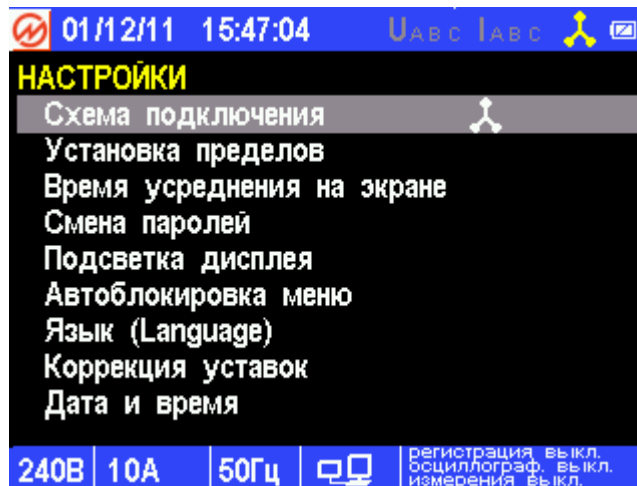 01/12/11 15:47:04 UABC IABC
НАСТРОЙКИ
Схема подключения
Установка пределов
Время усреднения на экране
Смена паролей
Подсветка дисплея
Автоблокировка меню
Язык (Language)
Коррекция уставок
Дата и время
240В 10А 50Гц
регистрация выкл.
осциллограф. выкл.
измерения выкл.